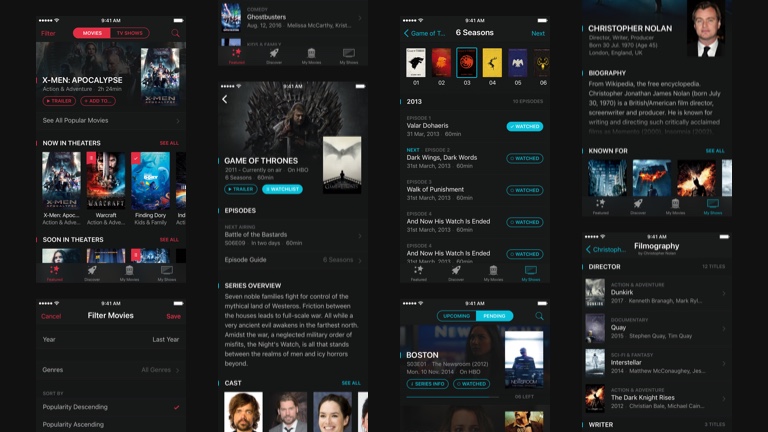 9:41 AM
Filter
MOVIES
TV SHOWS
X-MEN: APOCALYPSE
Action & Adventure 2h 24min
TRAILER
+ ADD TO...
See All Popular Movies
NOW IN THEATERS
SEE ALL
X-MEN
WARCRAFT
X-Men: Apoc...
Warcraft
Finding Dory
Ind
Action & Adve...
Action & Adve...
Kids & Family
Ac
SOON IN THEATERS
SEE ALL
Featured
Discover
My Movies
My Shows
9:41 AM
Cancel
Filter Movies
Save
Year
Last Year
Genres
All Genres
SORT BY
Popularity Descending
Popularity Ascending
COMEDY
Ghostbusters
Aug. 12, 2016 Melissa McCarthy, Krist...
KIDS & FAMILY
Featured
Discover
My Movies
My Shows
9:41 AM
GAME OF THRONES
2011 - Currently on air On HBO
6 Seasons 60min
TRAILER
WATCHLIST
EPISODES
NEXT AIRING
Battle of the Bastards
S06E09 In two days 60min
Episode Guide
6 Seasons
SERIES OVERVIEW
Seven noble families fight for control of the
mythical land of Westeros. Friction between
the houses leads to full-scale war. All while a
very ancient evil awakens in the farthest north.
Amidst the war, a neglected military order of
misfits, the Night's Watch, is all that stands
between the realms of men and icy horrors
beyond.
CAST
SEE ALL
9:41 AM
Game of T...
6 Seasons
Next
01
02
03
04
05
06
2013
10 EPISODES
EPISODE 1
Valar Dohaeris
31 Mar, 2013 60min
WATCHED
NEXT EPISODE 2
Dark Wings, Dark Words
31st March, 2013 60min
WATCHED
EPISODE 3
Walk of Punishment
31st March, 2013 60min
WATCHED
EPISODE 4
And Now His Watch Is Ended
31st March, 2013 60min
WATCHED
EPISODE 4
And Now His Watch Is Ended
31st March, 2013 60min
WATCHED
Featured
Discover
My Movies
My Shows
9:41 AM
UPCOMING
PENDING
BOSTON
S03E01 The Newsroom (2012)
Mon, 10 Nov, 2014 On HBO
SERIES INFO
WATCHED
NEWSROOM
05 LEFT
CHRISTOPHER NOLAN
Director, Writer, Producer
Born 30 Jul. 1970 (Age 45)
London, England, UK
BIOGRAPHY
From Wikipedia, the free encyclopedia.
Christopher Jonathan James Nolan (born July
30, 1970) is a British/American film director,
screenwriter and producer. He is known for
writing and directing such critically acclaimed
films as Memento (2000), Insomnia (2002),
KNOWN FOR
SEE ALL
Featured
Discover
My Movies
My Shows
9:41 AM
Christoph...
Filmography
by Christopher Nolan
DIRECTOR
12 TITLES
ACTION & ADVENTURE
Dunkirk
2017 Kenneth Branagh, Mark Ryl...
DOCUMENTARY
Quay
2015 Stephen Quay, Tim Quay
SCI-FI & FANTASY
Interstellar
2014 Matthew McConaughey, Jes...
ACTION & ADVENTURE
The Dark Knight Rises
2012 Christian Bale, Michael Cain...
WRITER
3 TITLES